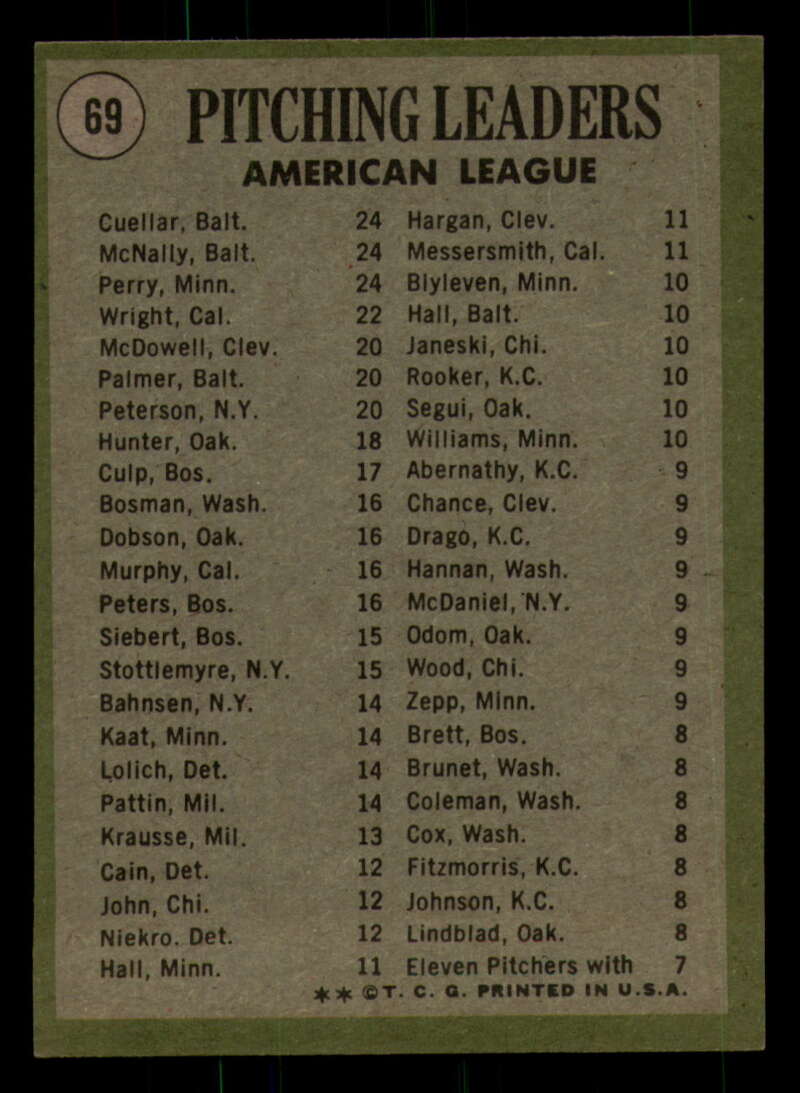 69
PITCHING LEADERS
AMERICAN LEAGUE
Cuellar, Balt. 24
McNally, Balt. 24
Perry, Minn. 24
Wright, Cal. 22
McDowell, Clev. 20
Palmer, Balt. 20
Peterson, N.Y. 20
Hunter, Oak. 18
Culp, Bos. 17
Bosman, Wash. 16
Dobson, Oak. 16
Murphy, Cal. 16
Peters, Bos. 16
Siebert, Bos. 15
Stottlemyre, N.Y. 15
Bahnsen, N.Y. 14
Kaat, Minn. 14
Lolich, Det. 14
Pattin, Mil. 14
Krausse, Mil. 13
Cain, Det. 12
John, Chi. 12
Niekro. Det. 12
Hall, Minn. 11
Hargan, Clev. 11
Messersmith, Cal. 11
Blyleven, Minn. 10
Hall, Balt. 10
Janeski, Chi. 10
Rooker, K.C. 10
Segui, Oak. 10
Williams, Minn. 10
Abernathy, K.C. 9
Chance, Clev. 9
Drago, K.C. 9
Hannan, Wash. 9
McDaniel, N.Y. 9
Odom, Oak. 9
Wood, Chi. 9
Zepp, Minn. 9
Brett, Bos. 8
Brunet, Wash. 8
Coleman, Wash. 8
Cox, Wash. 8
Fitzmorris, K.C. 8
Johnson, K.C. 8
Lindblad, Oak. 8
Eleven Pitchers with 7
** ©T. C. G. PRINTED IN U.S.A.